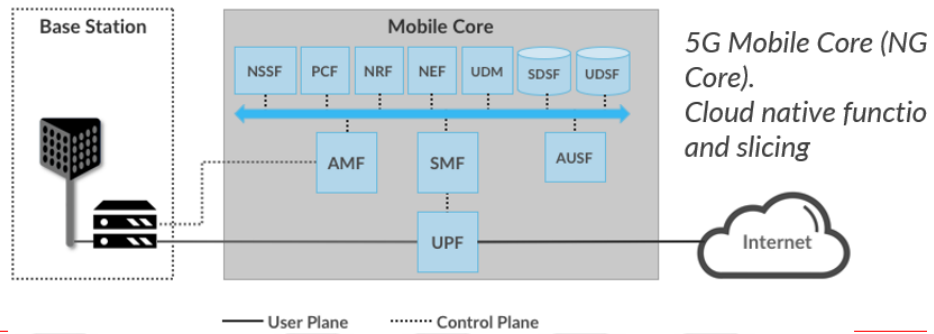 Base Station
Mobile Core
NSSF
PCF
NRF
NEF
UDM
SDSF
UDSF
AMF
SMF
AUSF
UPF
5G Mobile Core (NG
Core).
Cloud native functio
and slicing
Internet
User Plane
Control Plane